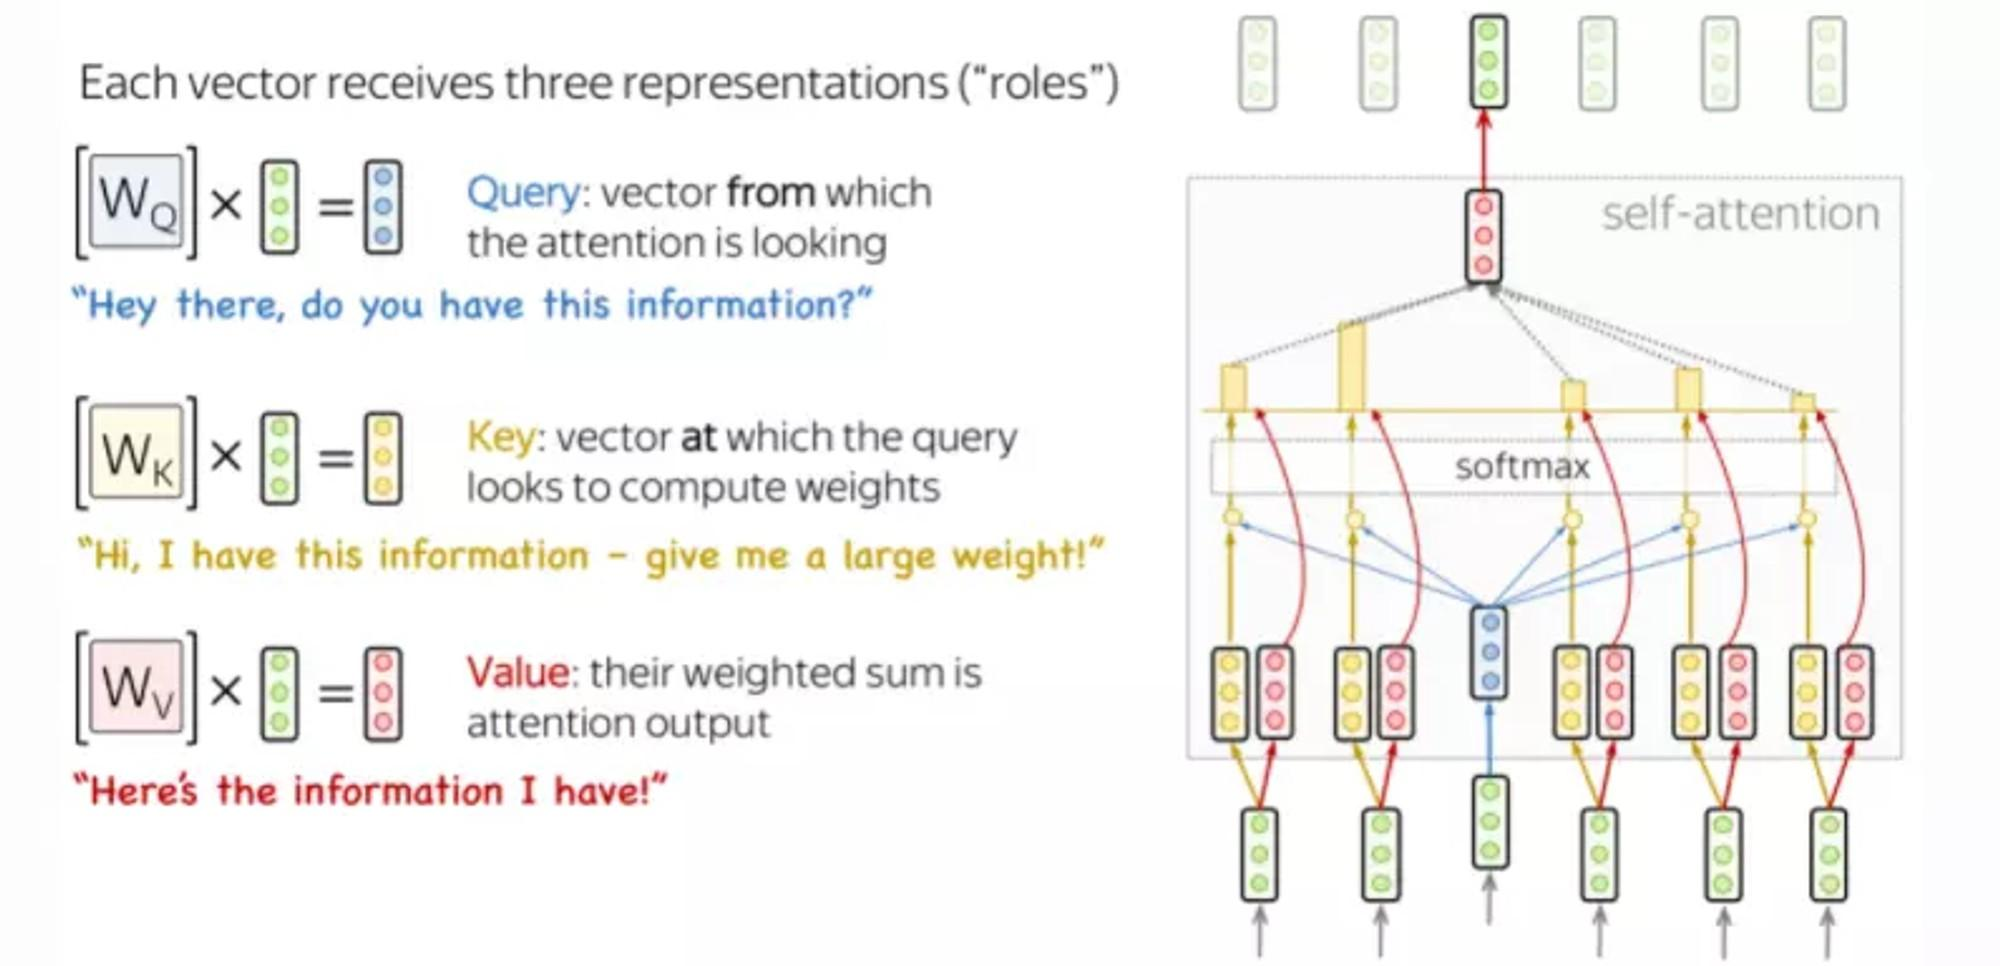 Each vector receives three representations (“roles”)
[W_Q] × =
Query: vector from which
the attention is looking
“Hey there, do you have this information?”
[W_K] × =
Key: vector at which the query
looks to compute weights
“Hi, I have this information – give me a large weight!”
[W_V] × =
Value: their weighted sum is
attention output
“Here’s the information I have!”
self-attention
softmax